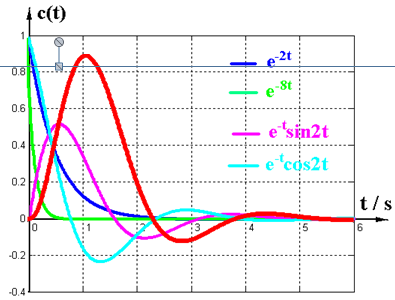 c(t)
1
0.8
e^-2t
0.6
e^-8t
0.4
e^-tsin2t
0.2
e^-tcos2t
t / s
0
0 1 2 3 4 5 6
-0.2
-0.4